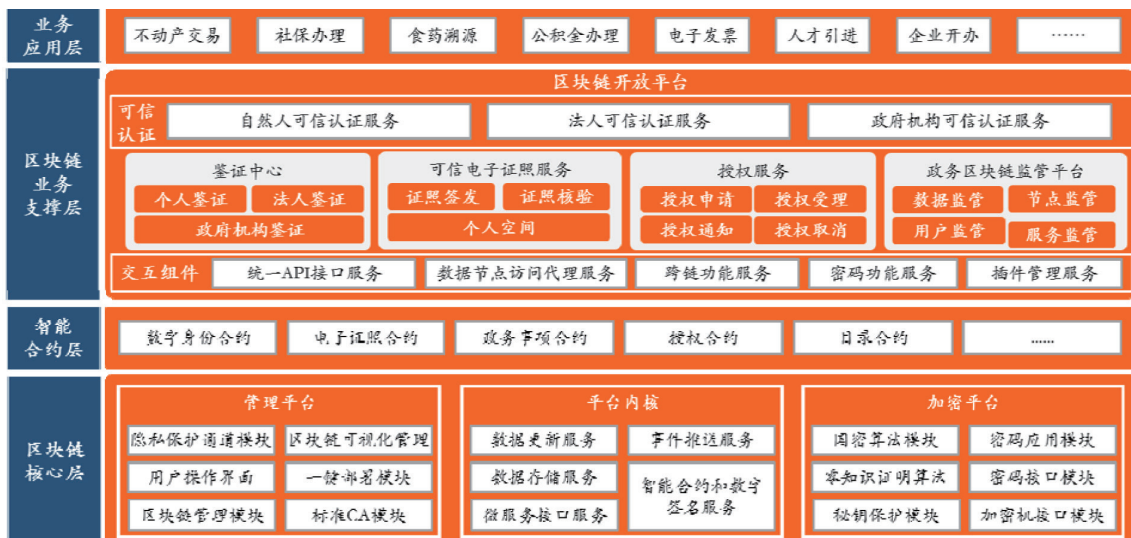 业务
应用层
不动产交易 社保办理 食药溯源 公积金办理 电子发票 人才引进 企业开办 ……
区块链
业务
支撑层
区块链开放平台
可信
认证
自然人可信认证服务 法人可信认证服务 政府机构可信认证服务
鉴证中心 可信电子证照服务 授权服务 政务区块链监管平台
个人鉴证 法人鉴证 证照签发 证照核验 授权申请 授权受理 数据监管 节点监管
政府机构鉴证 个人空间 授权通知 授权取消 用户监管 服务监管
交互组件 统一API接口服务 数据节点访问代理服务 跨链功能服务 密码功能服务 插件管理服务
智能
合约层
数字身份合约 电子证照合约 政务事项合约 授权合约 目录合约 ......
区块链
核心层
管理平台 平台内核 加密平台
隐私保护通道模块 区块链可视化管理 数据更新服务 事件推送服务 国密算法模块 密码应用模块
用户操作界面 一键部署模块 数据存储服务 智能合约和数字
签名服务 零知识证明算法 密码接口模块
区块链管理模块 标准CA模块 微服务接口服务 秘钥保护模块 加密机接口模块